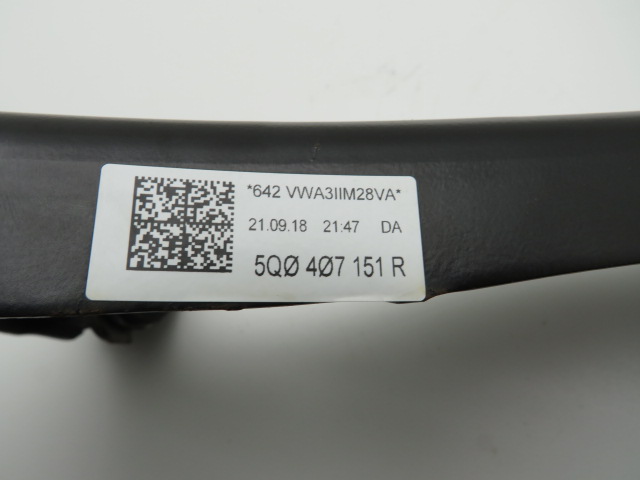 *642 VWA3IIM28VA*
21.09.18 21:47 DA
5QØ 4Ø7 151 R